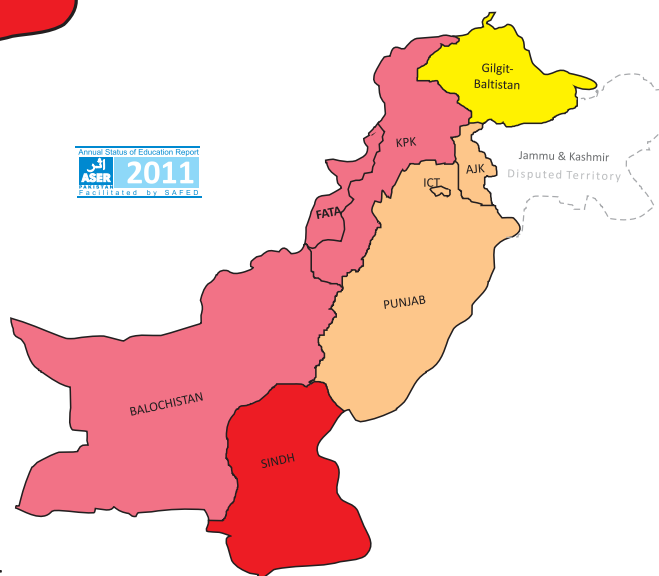 Gilgit-
Baltistan
KPK
Jammu & Kashmir
Disputed Territory
AJK
ICT
Annual Status of Education Report
اثر
ASER
PAKISTAN
2011
Facilitated by SAFED
FATA
PUNJAB
BALOCHISTAN
SINDH